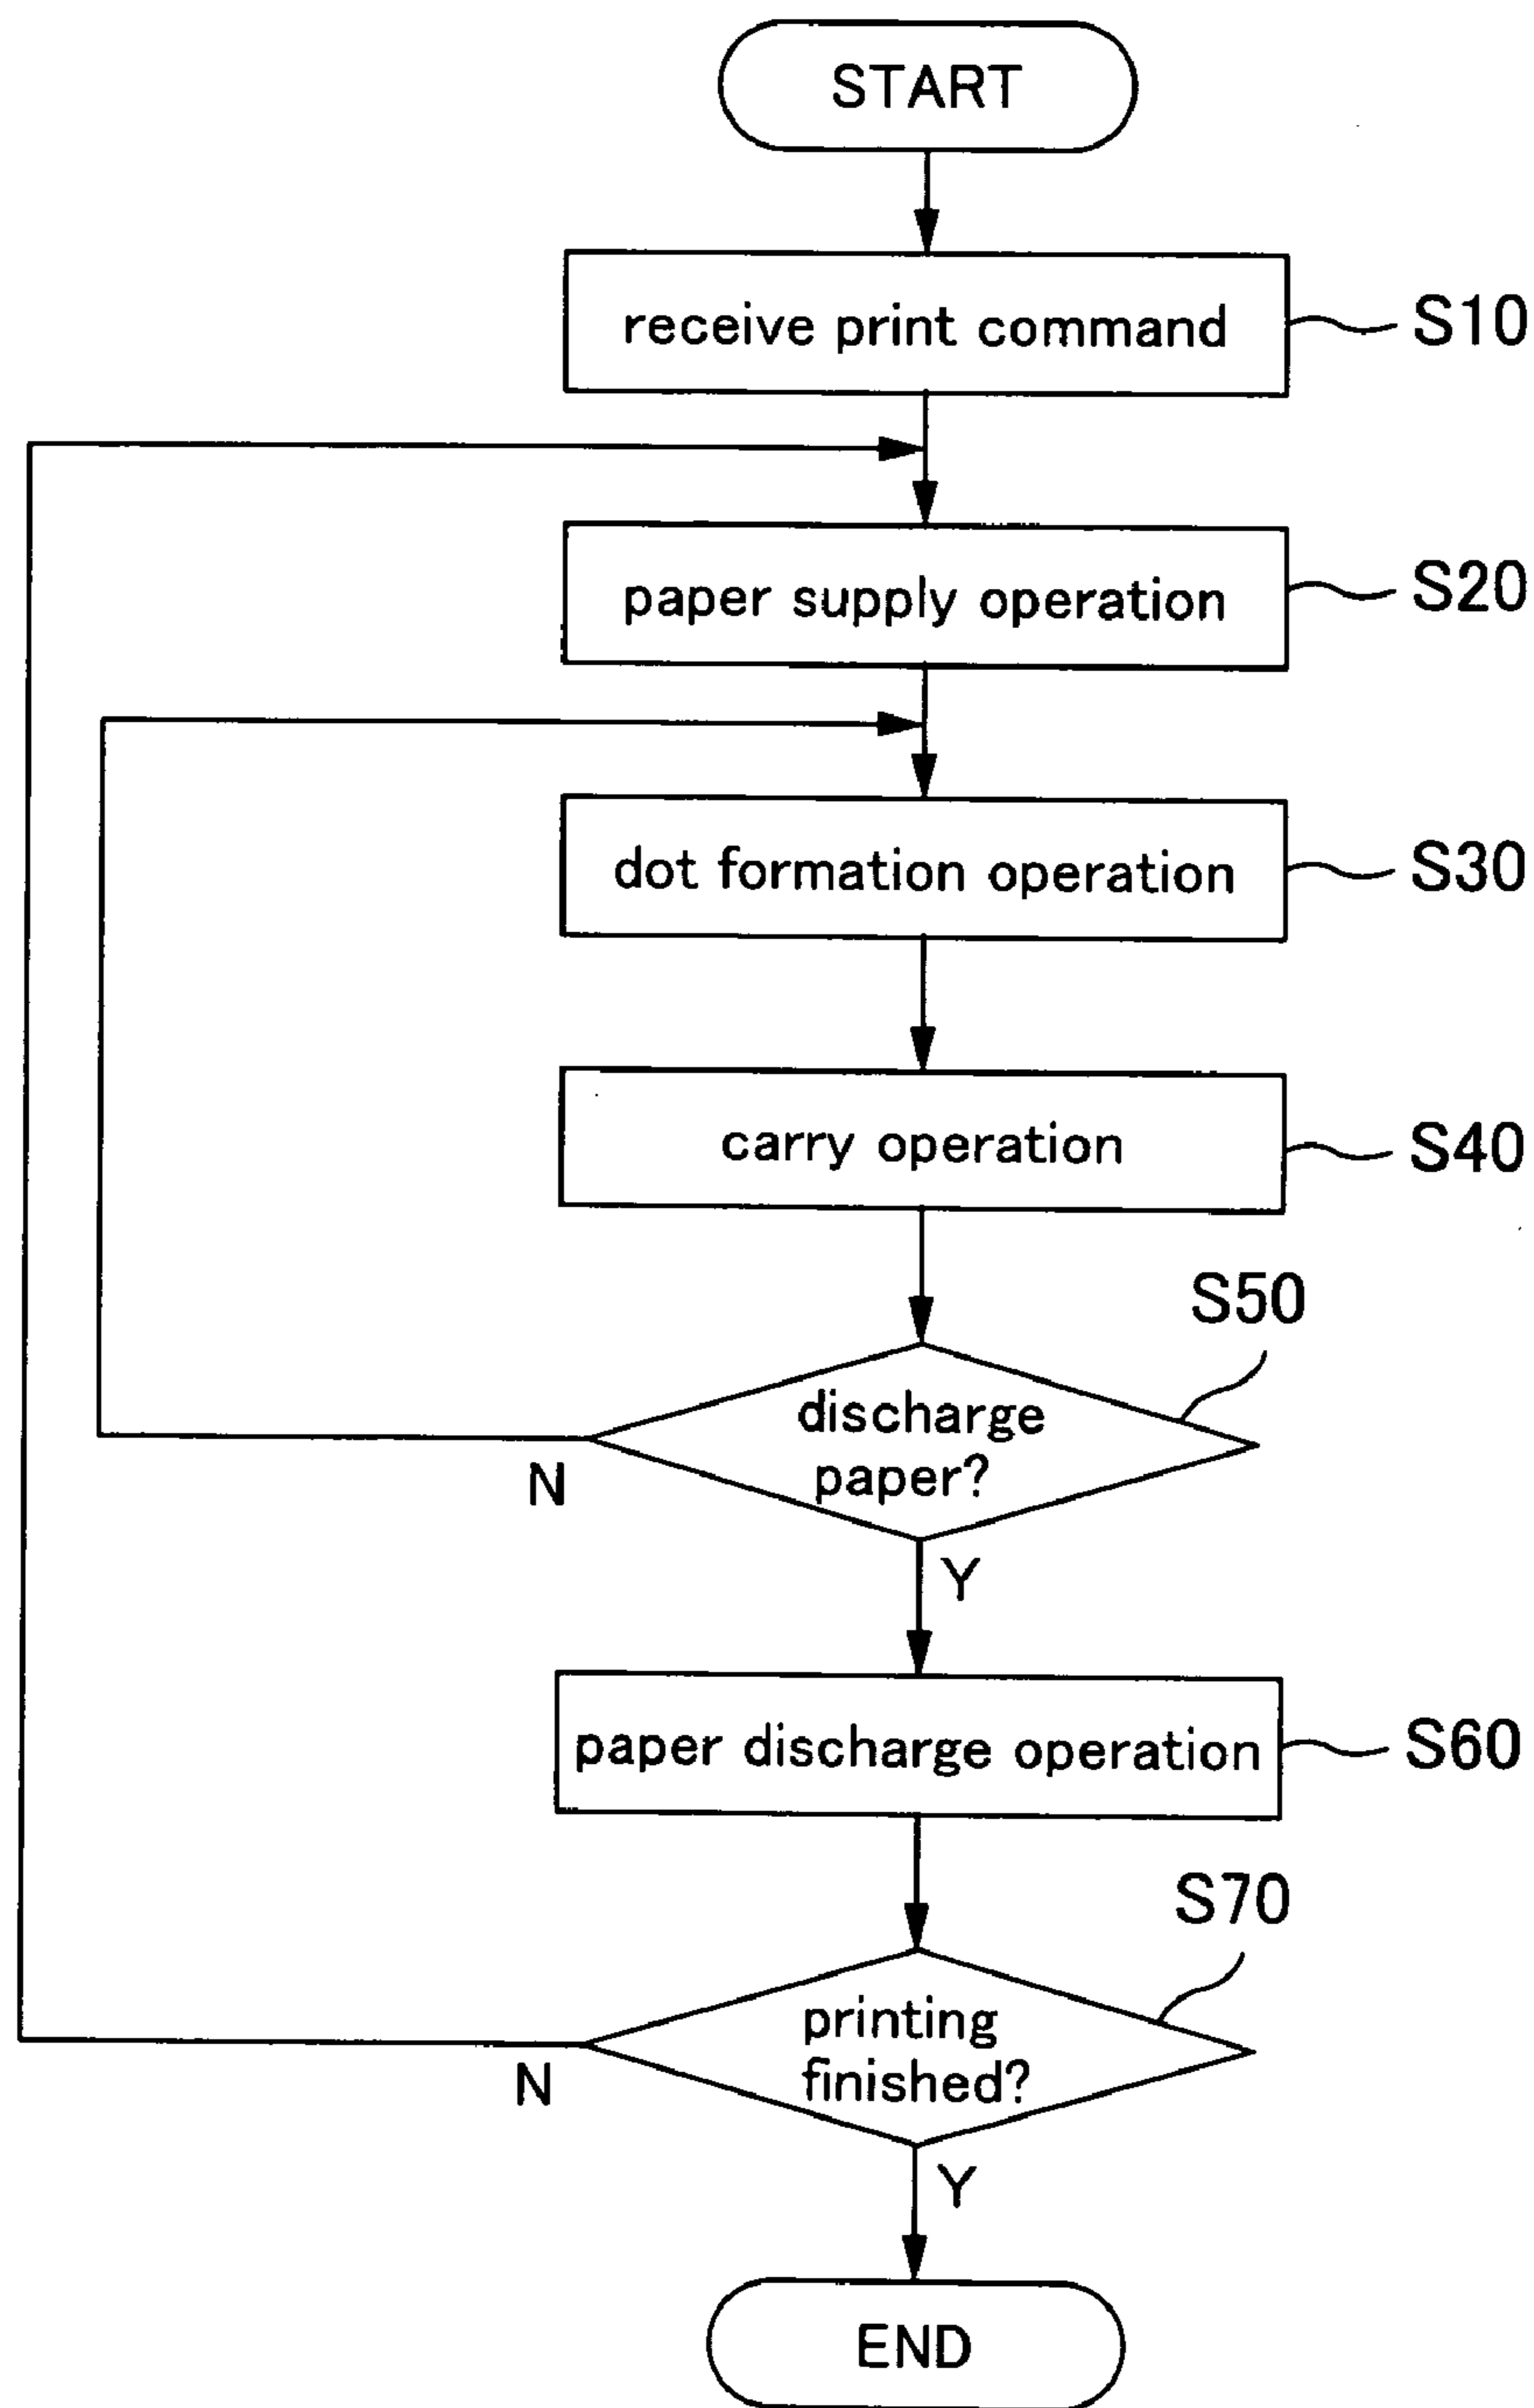 START
receive print command
S10
paper supply operation
S20
dot formation operation
S30
carry operation
S40
S50
discharge
paper?
N
Y
paper discharge operation
S60
S70
printing
finished?
N
Y
END